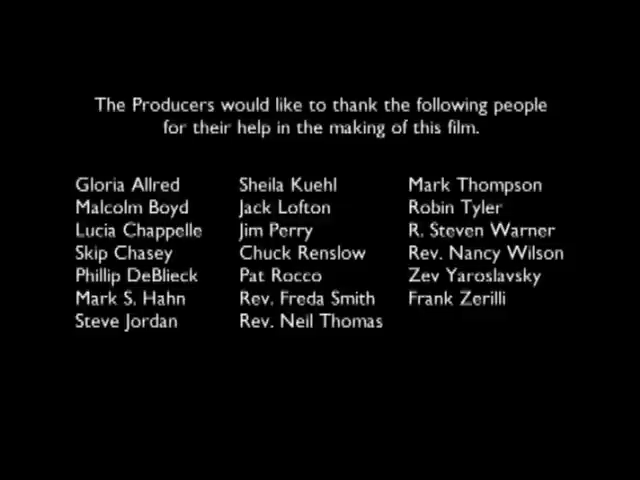 The Producers would like to thank the following people
for their help in the making of this film.
Gloria Allred
Malcolm Boyd
Lucia Chappelle
Skip Chasey
Phillip DeBlieck
Mark S. Hahn
Steve Jordan
Sheila Kuehl
Jack Lofton
Jim Perry
Chuck Renslow
Pat Rocco
Rev. Freda Smith
Rev. Neil Thomas
Mark Thompson
Robin Tyler
R. Steven Warner
Rev. Nancy Wilson
Zev Yaroslavsky
Frank Zerilli